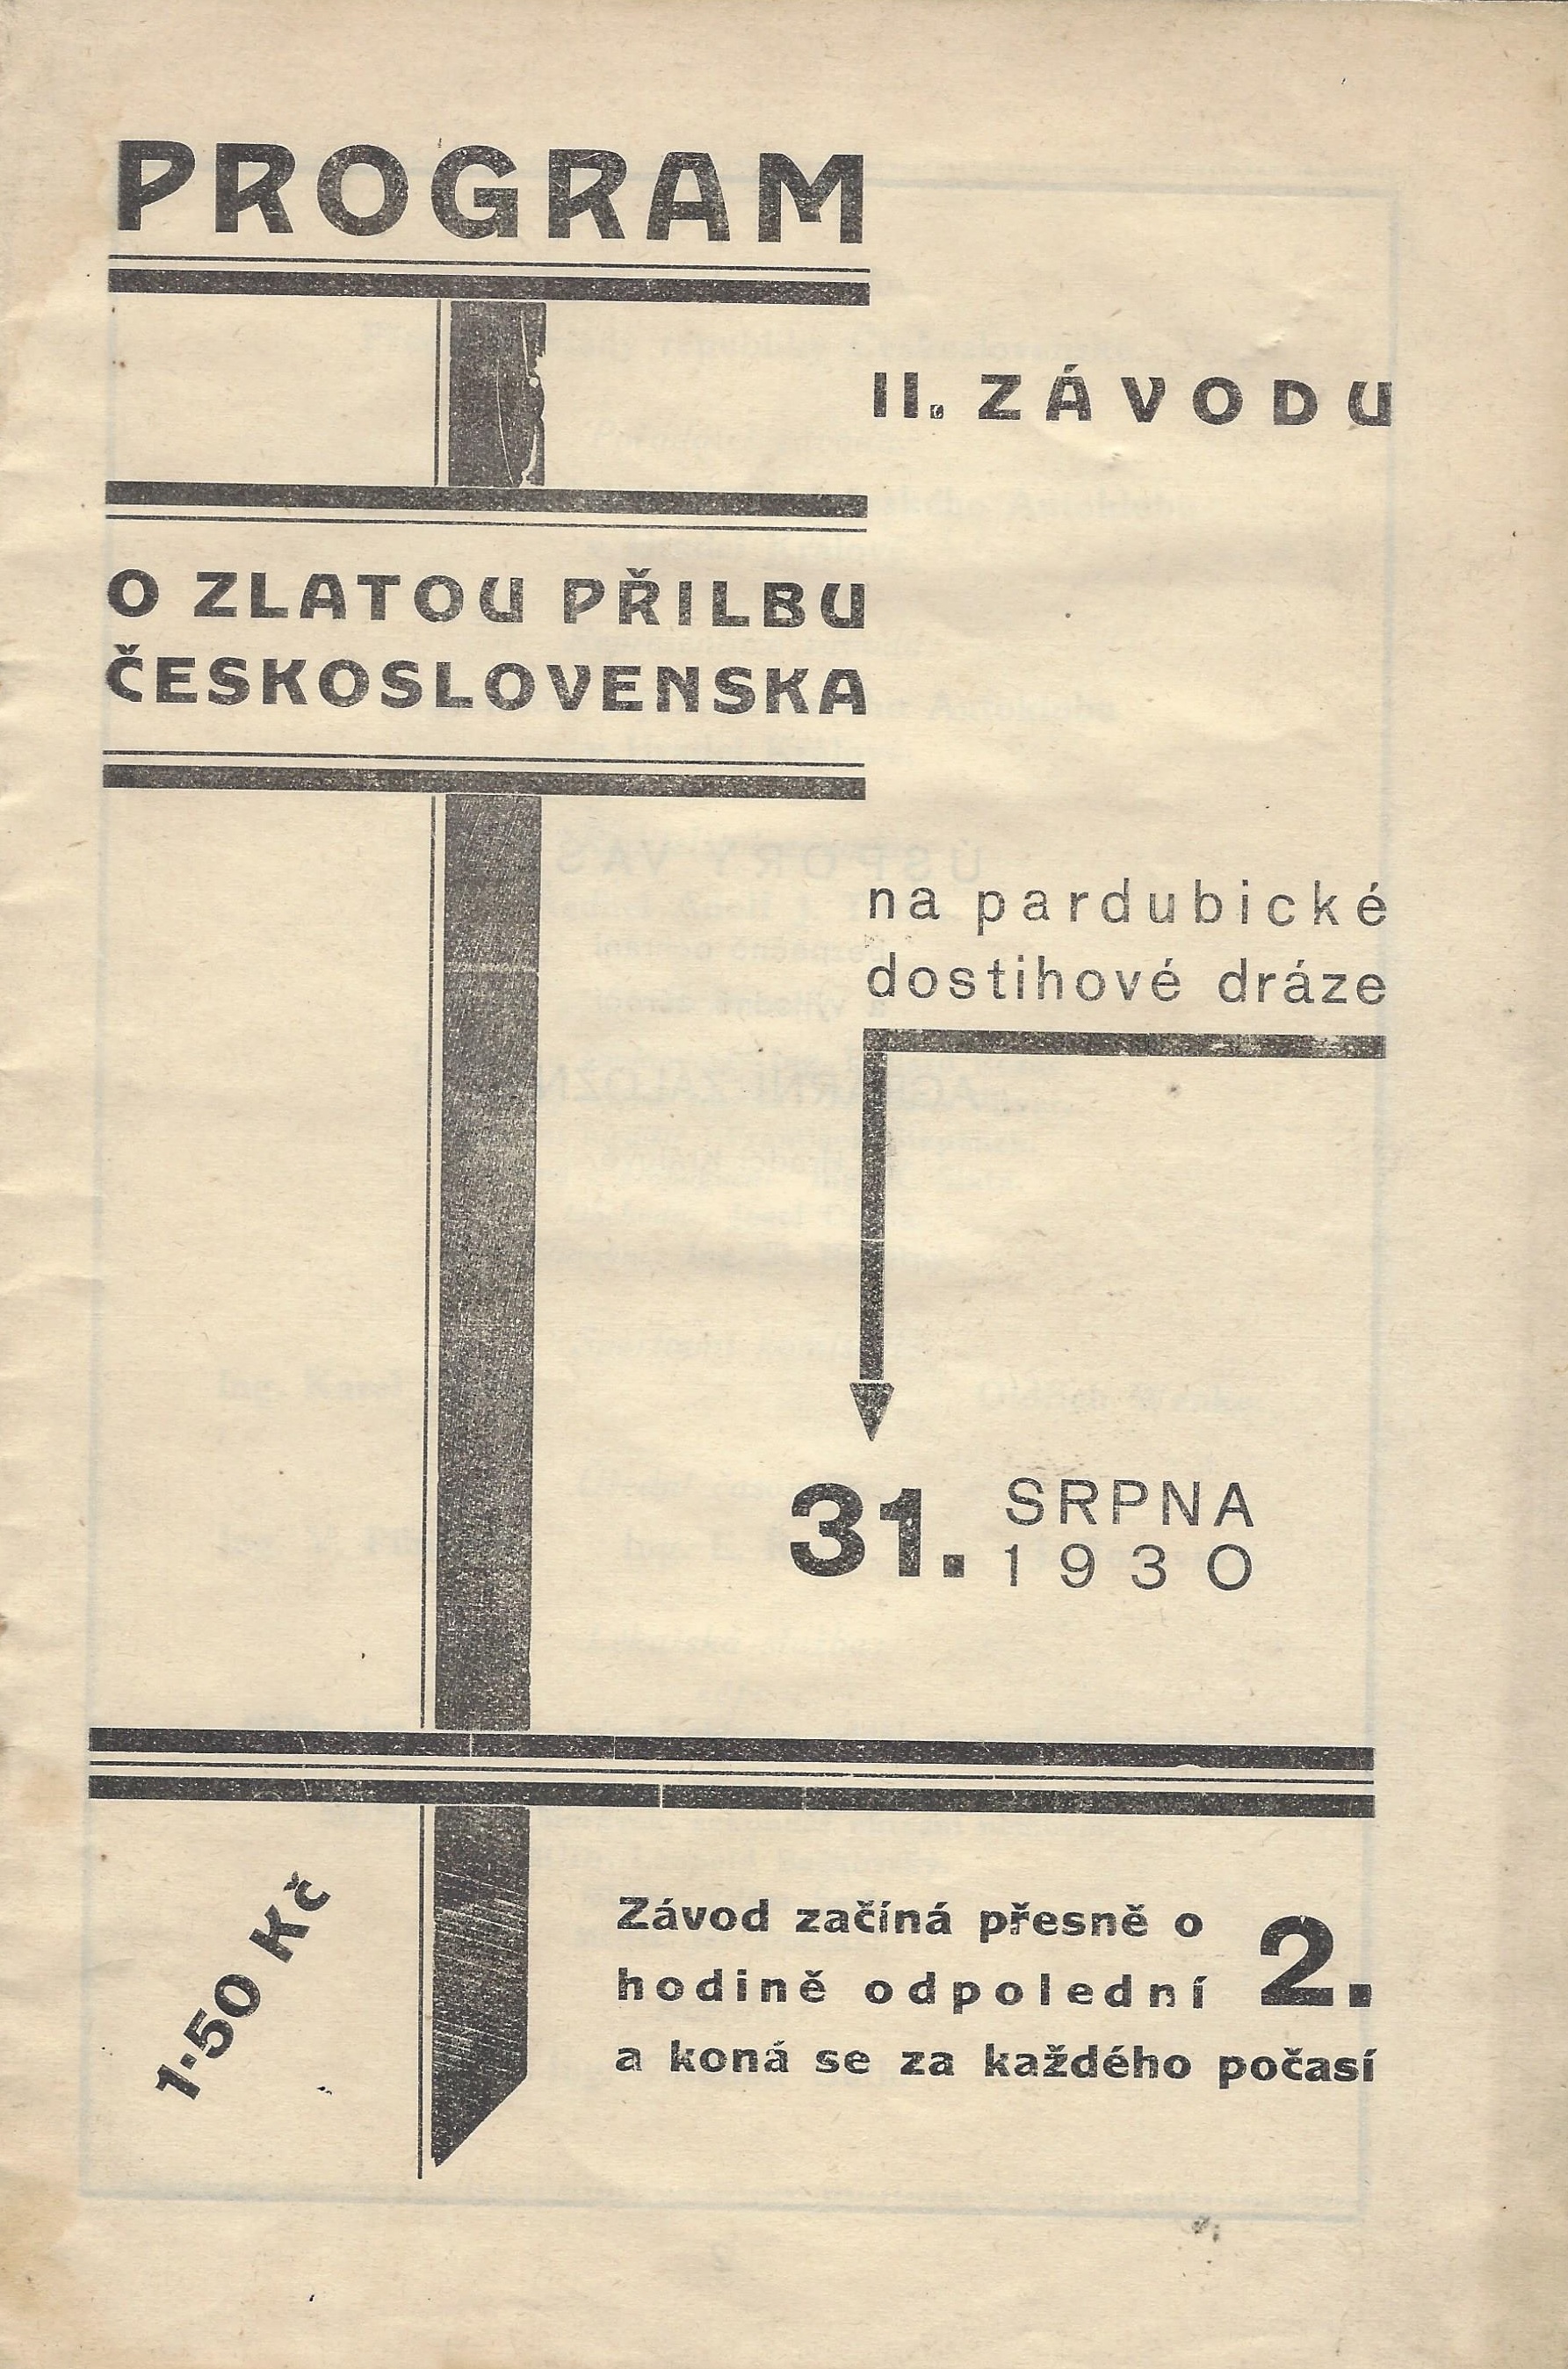 PROGRAM
II. ZÁVODU
O ZLATOU PŘILBU
ČESKOSLOVENSKA
na pardubické
dostihové dráze
31. SRPNA
1930
1·50 Kč
Závod začíná přesně o
hodině odpolední 2.
a koná se za každého počasí